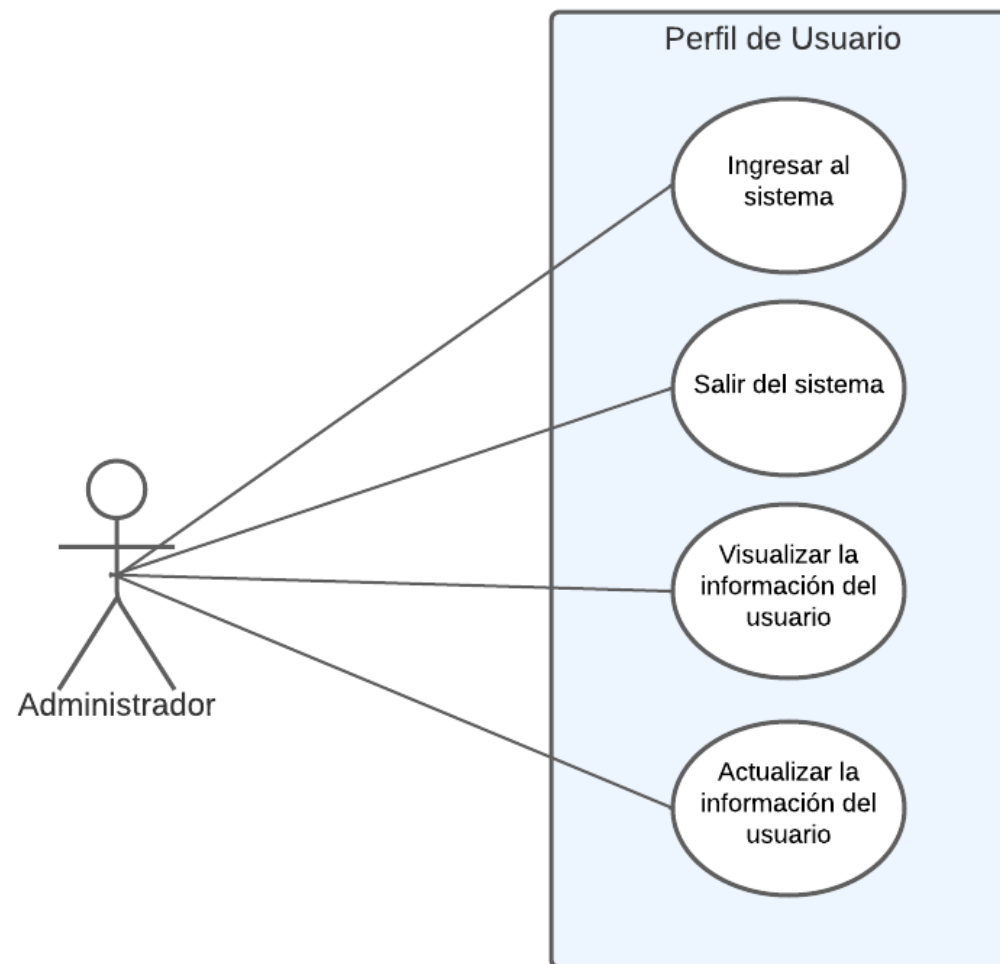 Perfil de Usuario
Ingresar al
sistema
Salir del sistema
Visualizar la
información del
usuario
Administrador
Actualizar la
información del
usuario